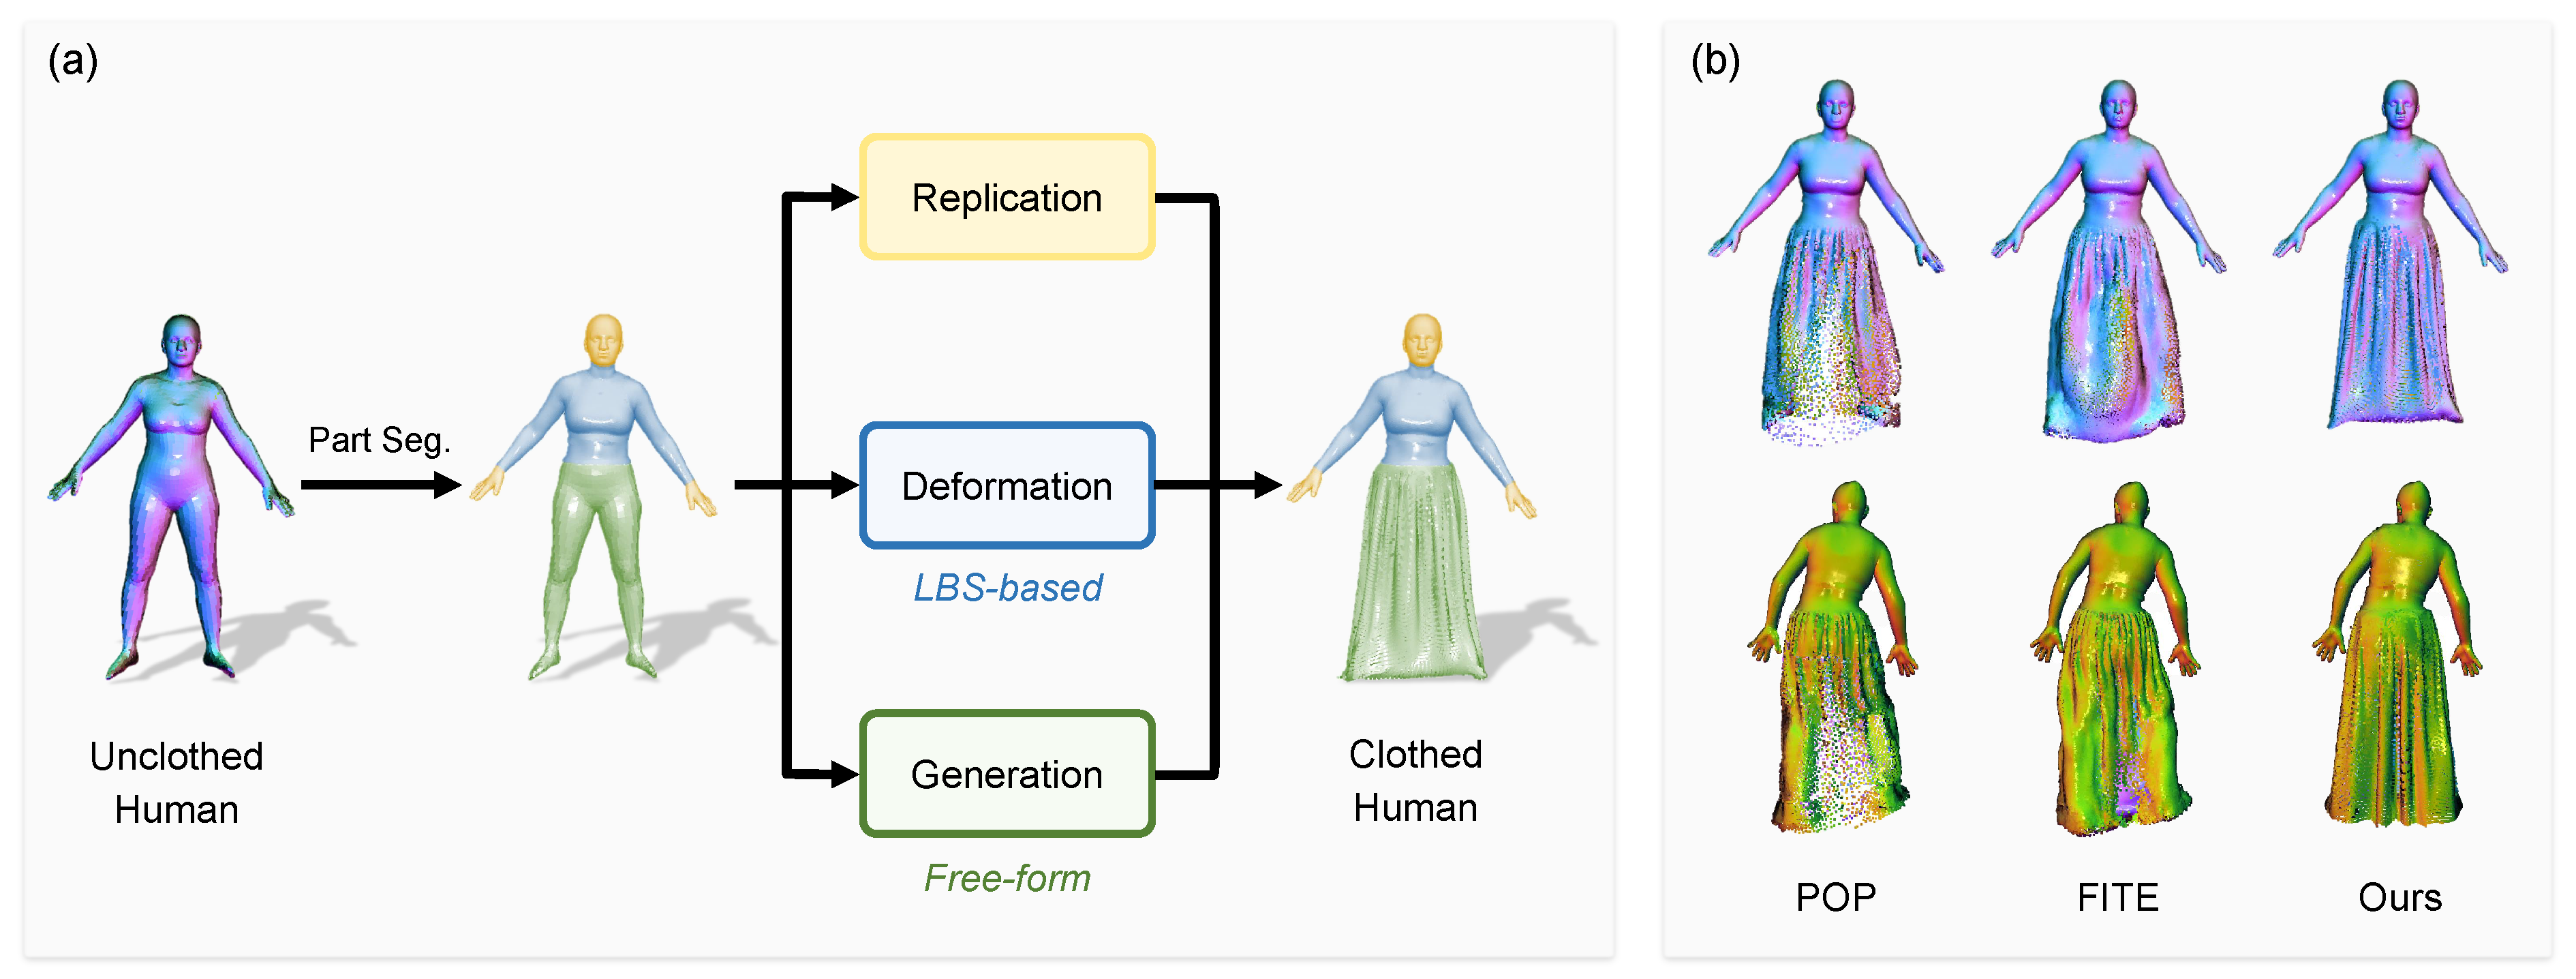 (a)
Part Seg.
Unclothed
Human
Replication
Deformation
LBS-based
Generation
Free-form
Clothed
Human
(b)
POP
FITE
Ours